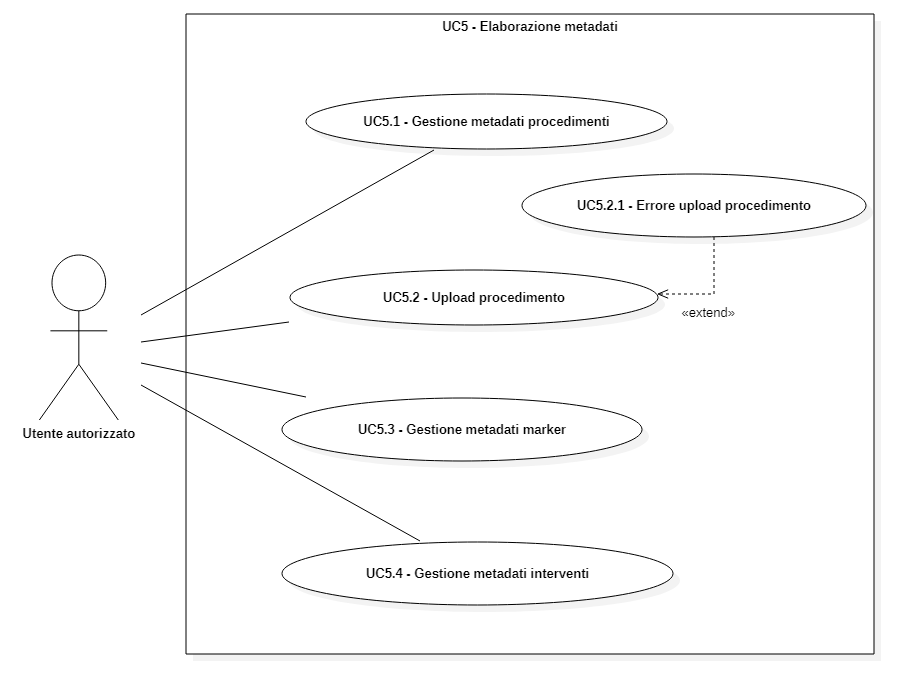 UC5 - Elaborazione metadati
UC5.1 - Gestione metadati procedimenti
UC5.2.1 - Errore upload procedimento
UC5.2 - Upload procedimento
«extend»
UC5.3 - Gestione metadati marker
Utente autorizzato
UC5.4 - Gestione metadati interventi